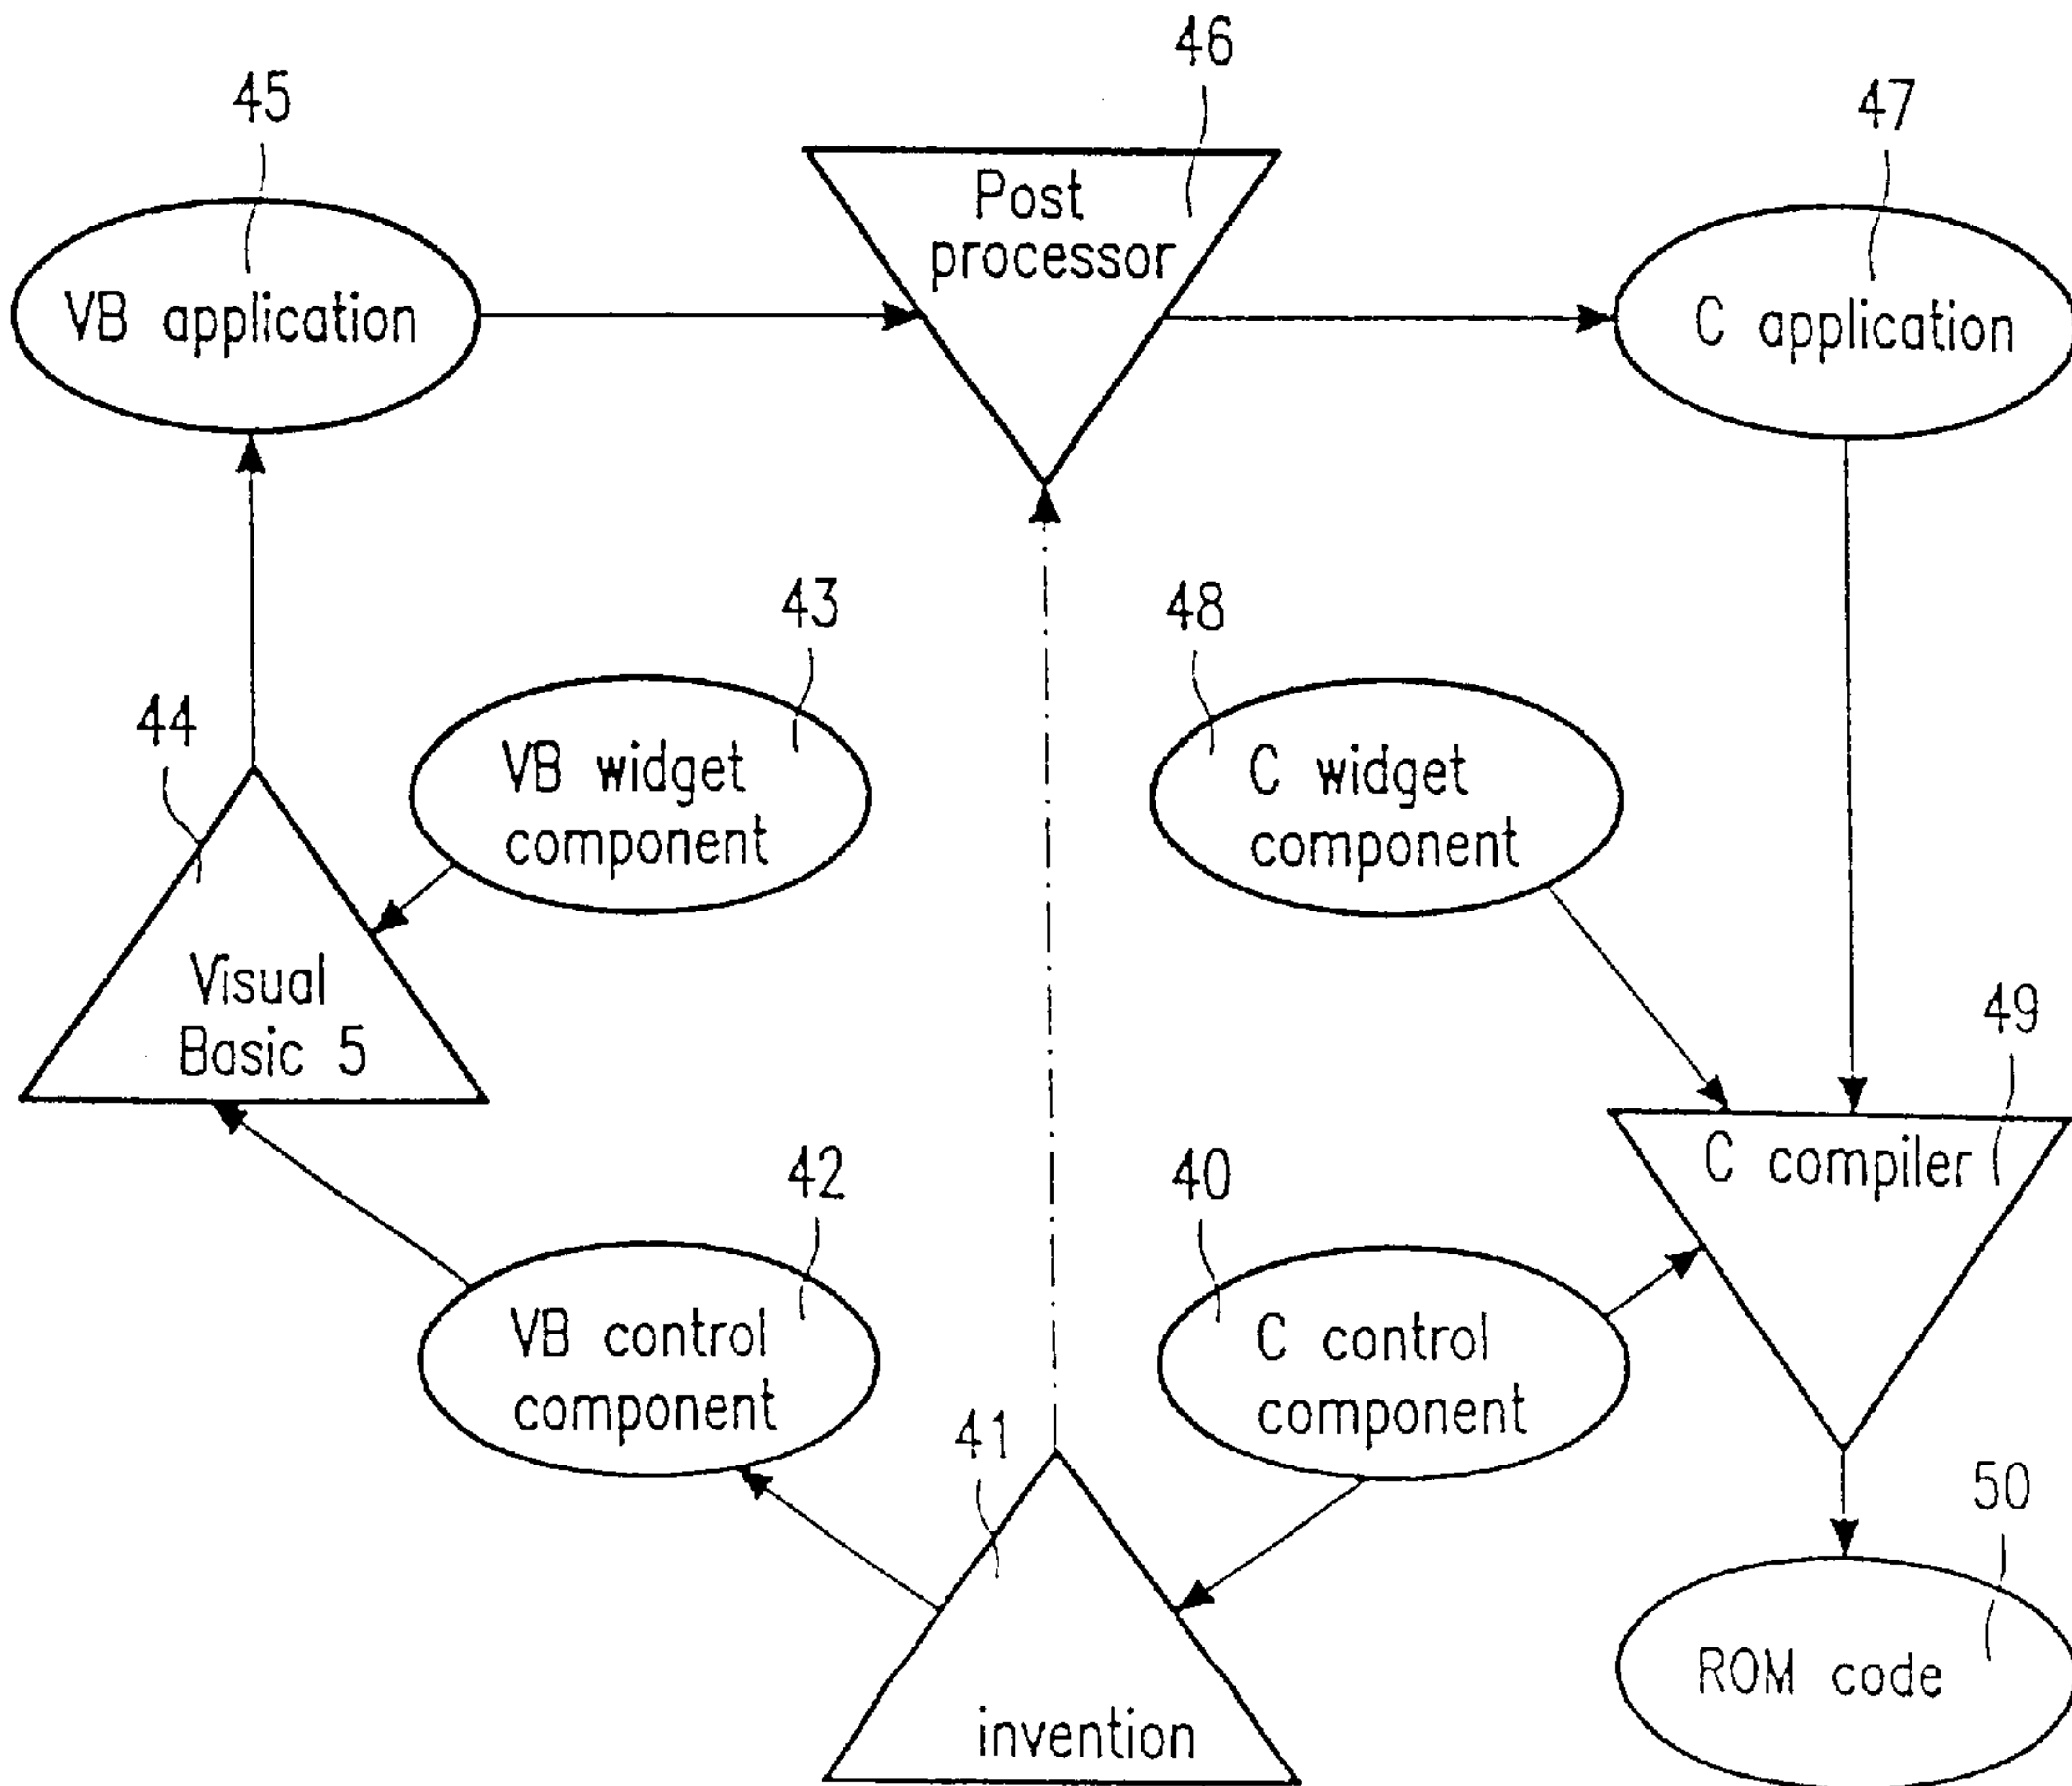 46
45
47
Post
processor
VB application
C application
43
48
44
VB widget
component
C widget
component
Visual
Basic 5
49
C compiler
42
40
VB control
component
C control
component
41
50
ROM code
invention